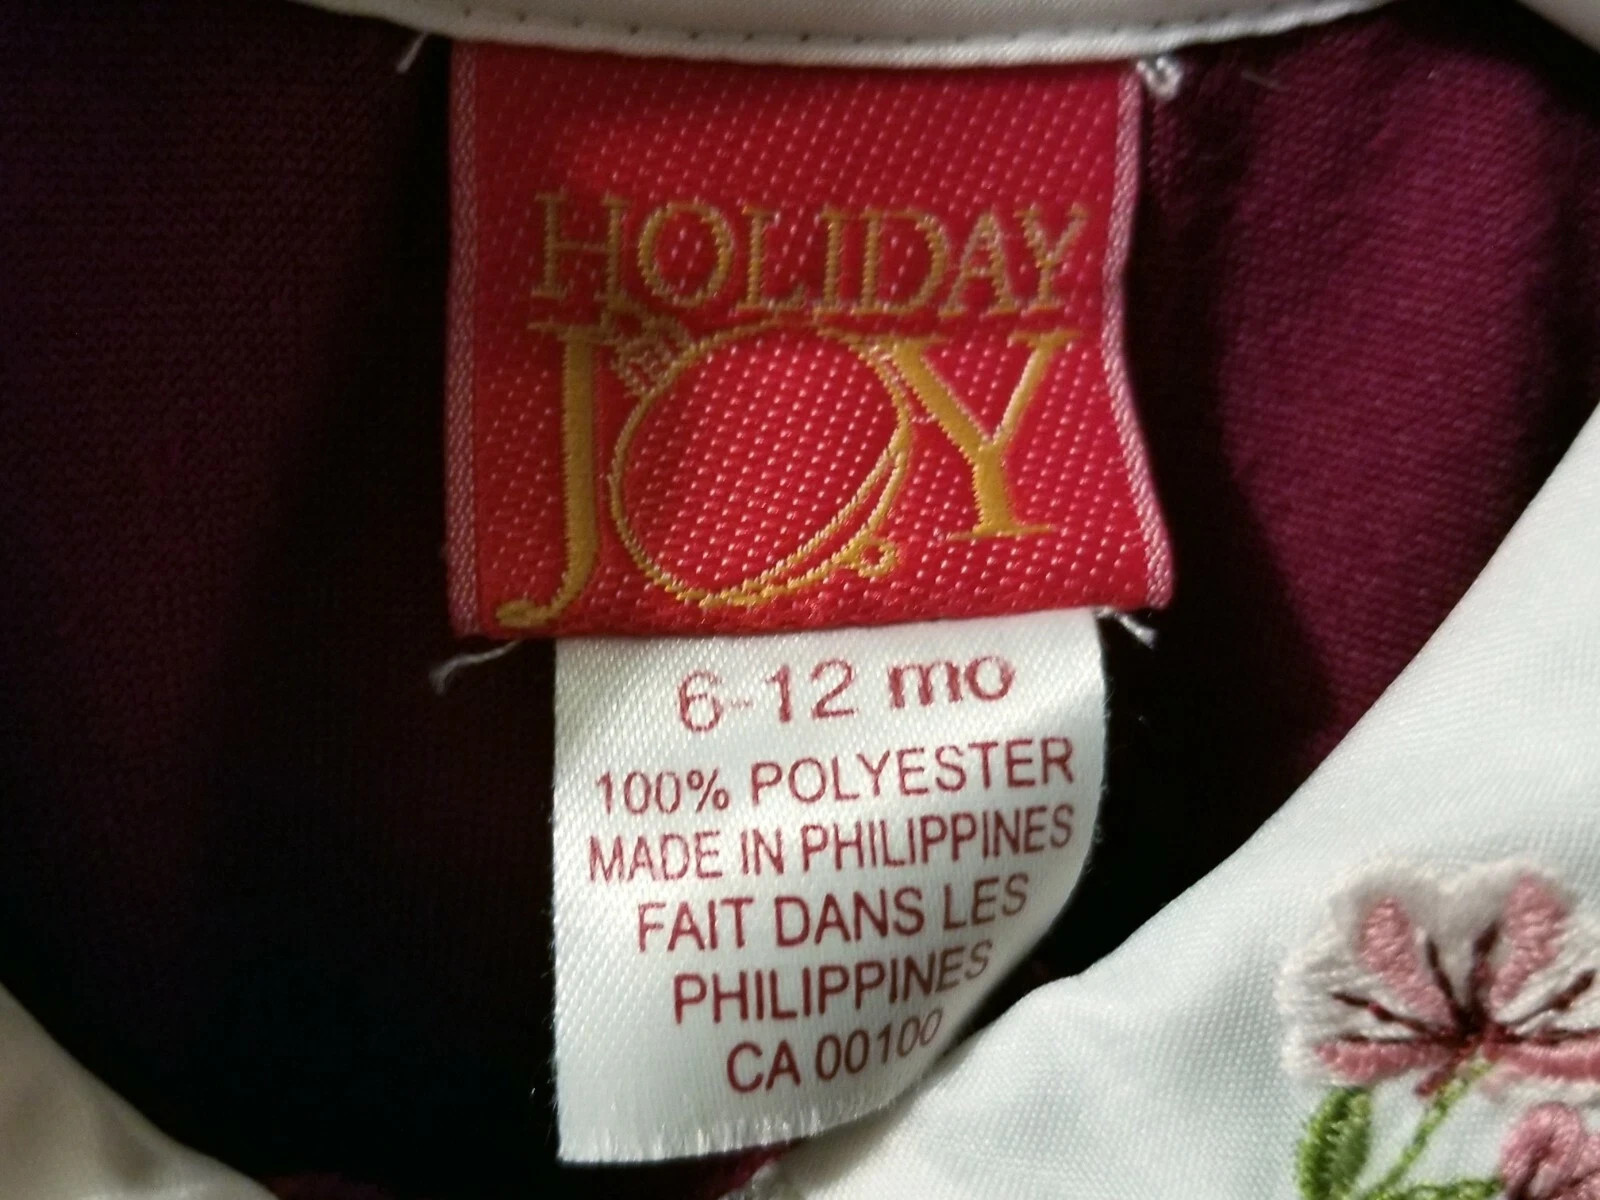 HOLIDAY
JOY
6-12 mo
100% POLYESTER
MADE IN PHILIPPINES
FAIT DANS LES
PHILIPPINES
CA 00100